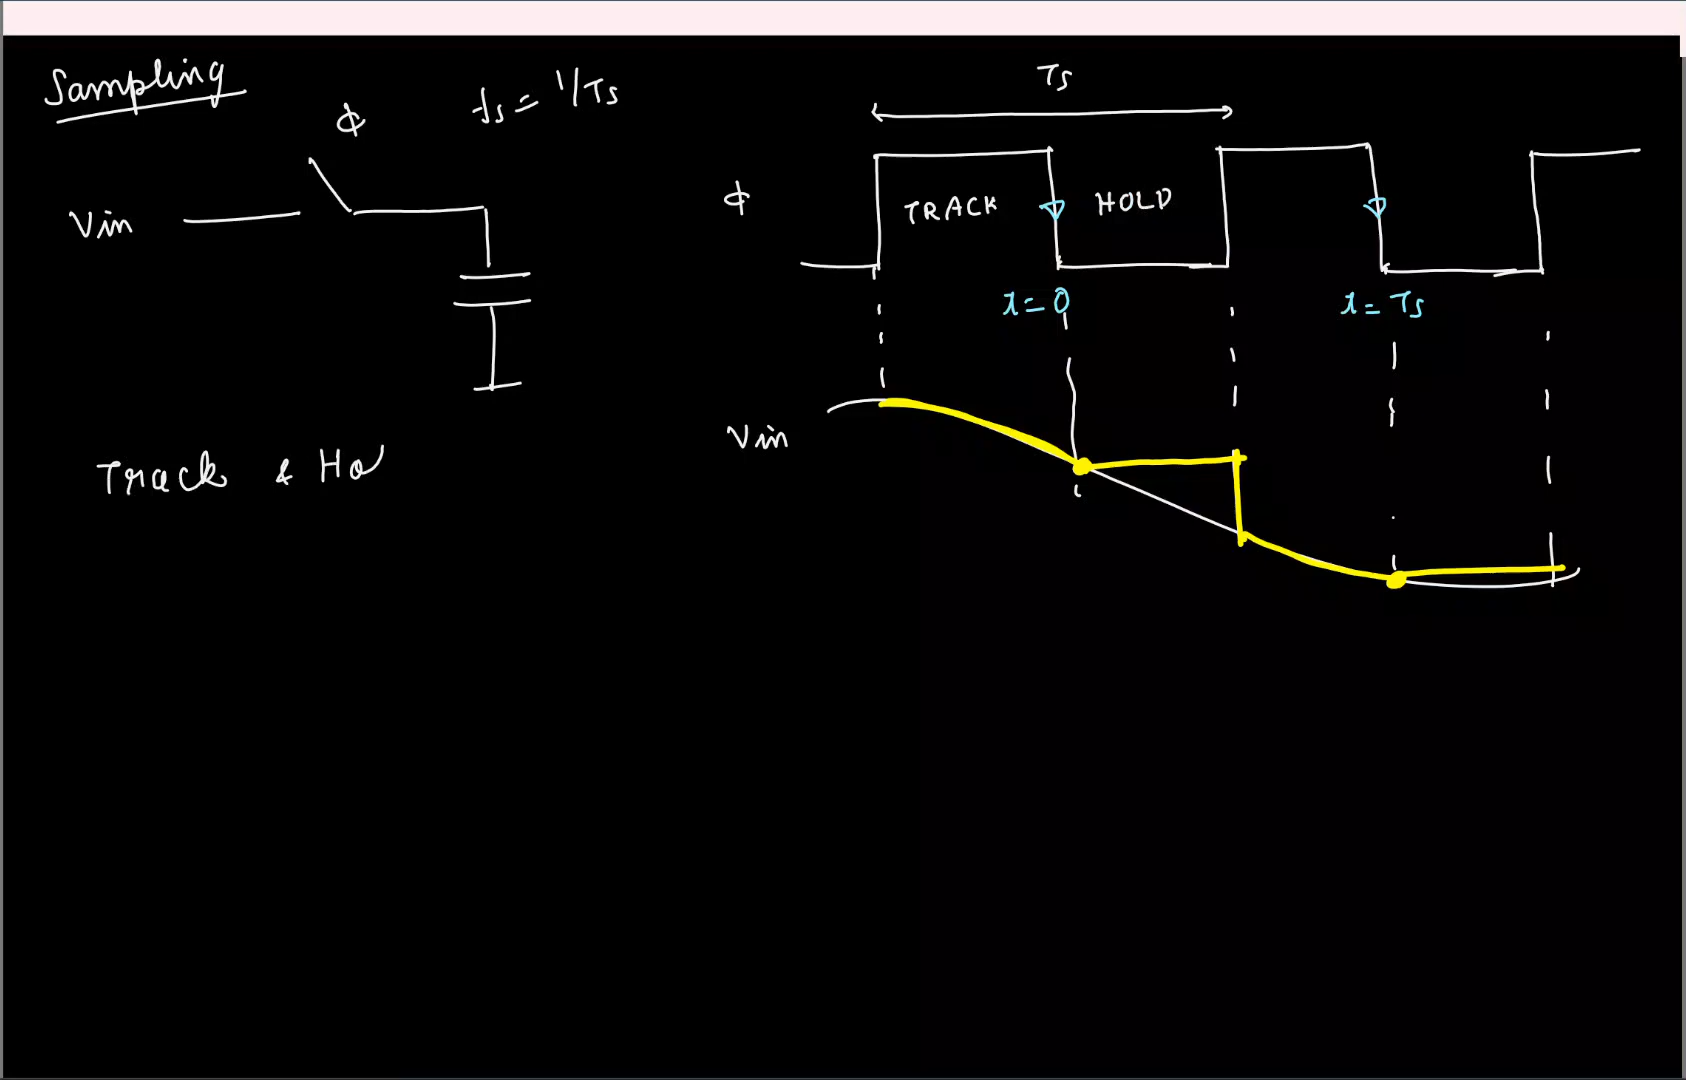 Sampling
ϕ
fs = 1/Ts
Vin
Track & Ho
Ts
ϕ
TRACK
HOLD
t = 0
t = Ts
Vin